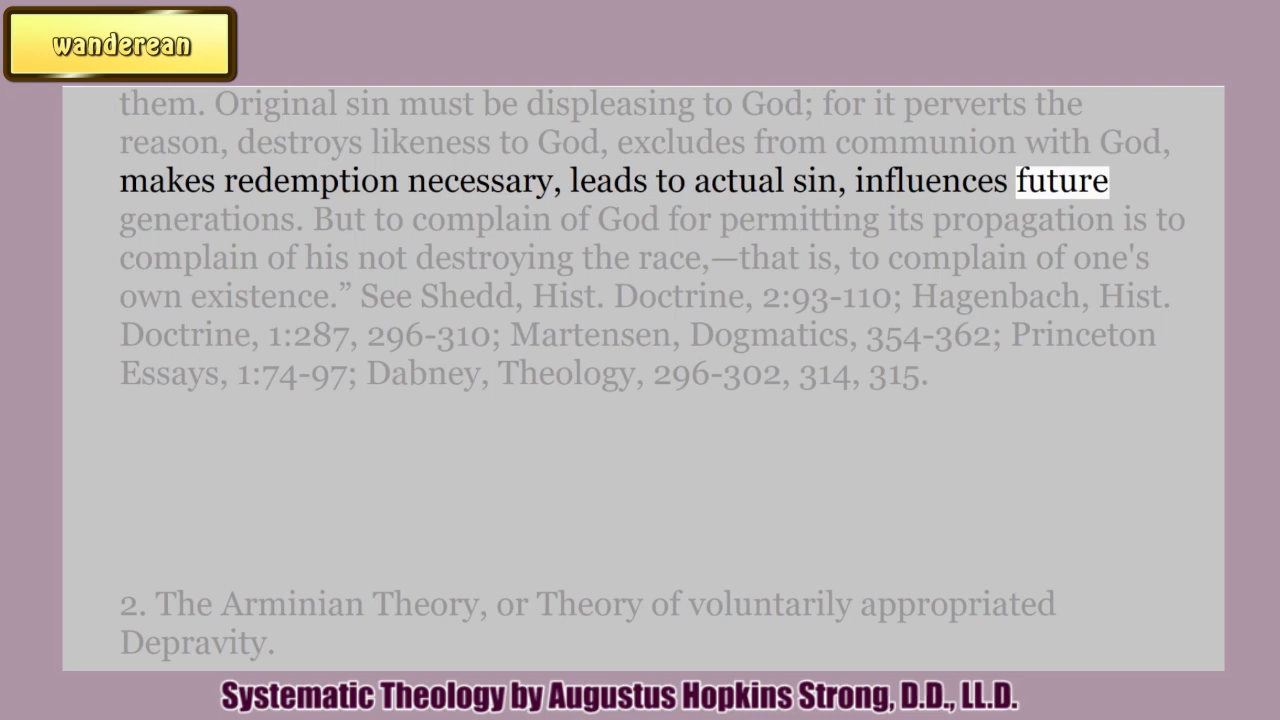 wanderean
them. Original sin must be displeasing to God; for it perverts the
reason, destroys likeness to God, excludes from communion with God,
makes redemption necessary, leads to actual sin, influences future
generations. But to complain of God for permitting its propagation is to
complain of his not destroying the race,—that is, to complain of one's
own existence.” See Shedd, Hist. Doctrine, 2:93-110; Hagenbach, Hist.
Doctrine, 1:287, 296-310; Martensen, Dogmatics, 354-362; Princeton
Essays, 1:74-97; Dabney, Theology, 296-302, 314, 315.
2. The Arminian Theory, or Theory of voluntarily appropriated
Depravity.
Systematic Theology by Augustus Hopkins Strong, D.D., LL.D.